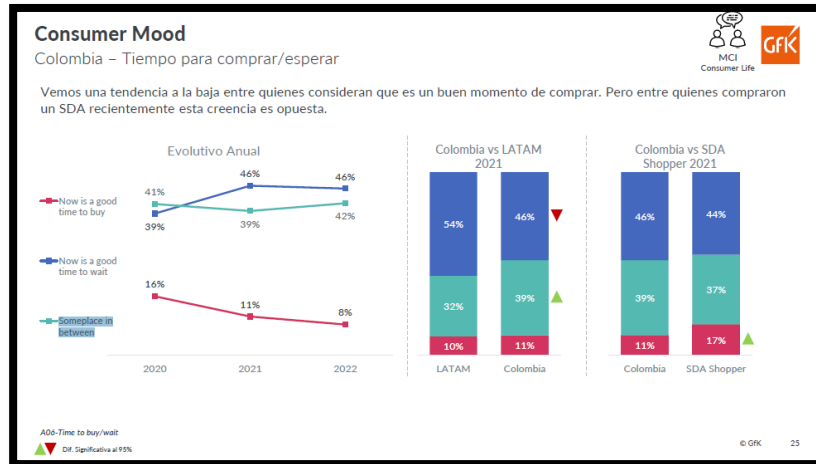 Consumer Mood
Colombia – Tiempo para comprar/esperar
MCI
Consumer Life
GfK
Vemos una tendencia a la baja entre quienes consideran que es un buen momento de comprar. Pero entre quienes compraron
un SDA recientemente esta creencia es opuesta.
Evolutivo Anual
Now is a good
time to buy
Now is a good
time to wait
Someplace in
between
41%
46%
46%
39%
39%
42%
16%
11%
8%
2020
2021
2022
Colombia vs LATAM
2021
54%
46%
32%
39%
10%
11%
LATAM
Colombia
Colombia vs SDA
Shopper 2021
46%
44%
39%
37%
11%
17%
Colombia
SDA Shopper
A06-Time to buy/wait
Dif. Significativa al 95%
© GfK
25